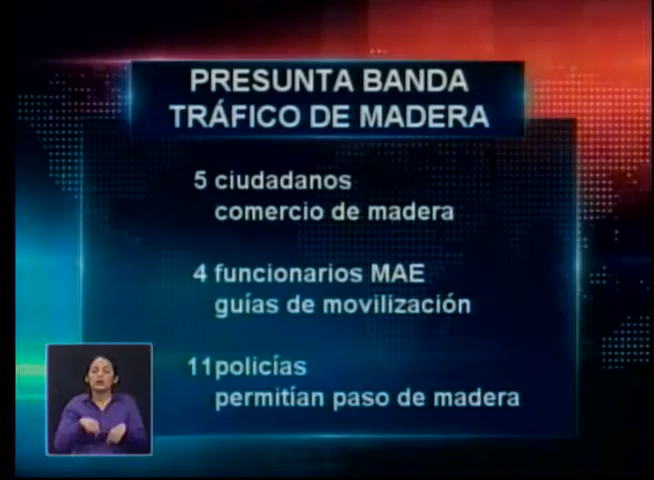 PRESUNTA BANDA
TRÁFICO DE MADERA
5 ciudadanos
comercio de madera
4 funcionarios MAE
guías de movilización
11policías
permitían paso de madera